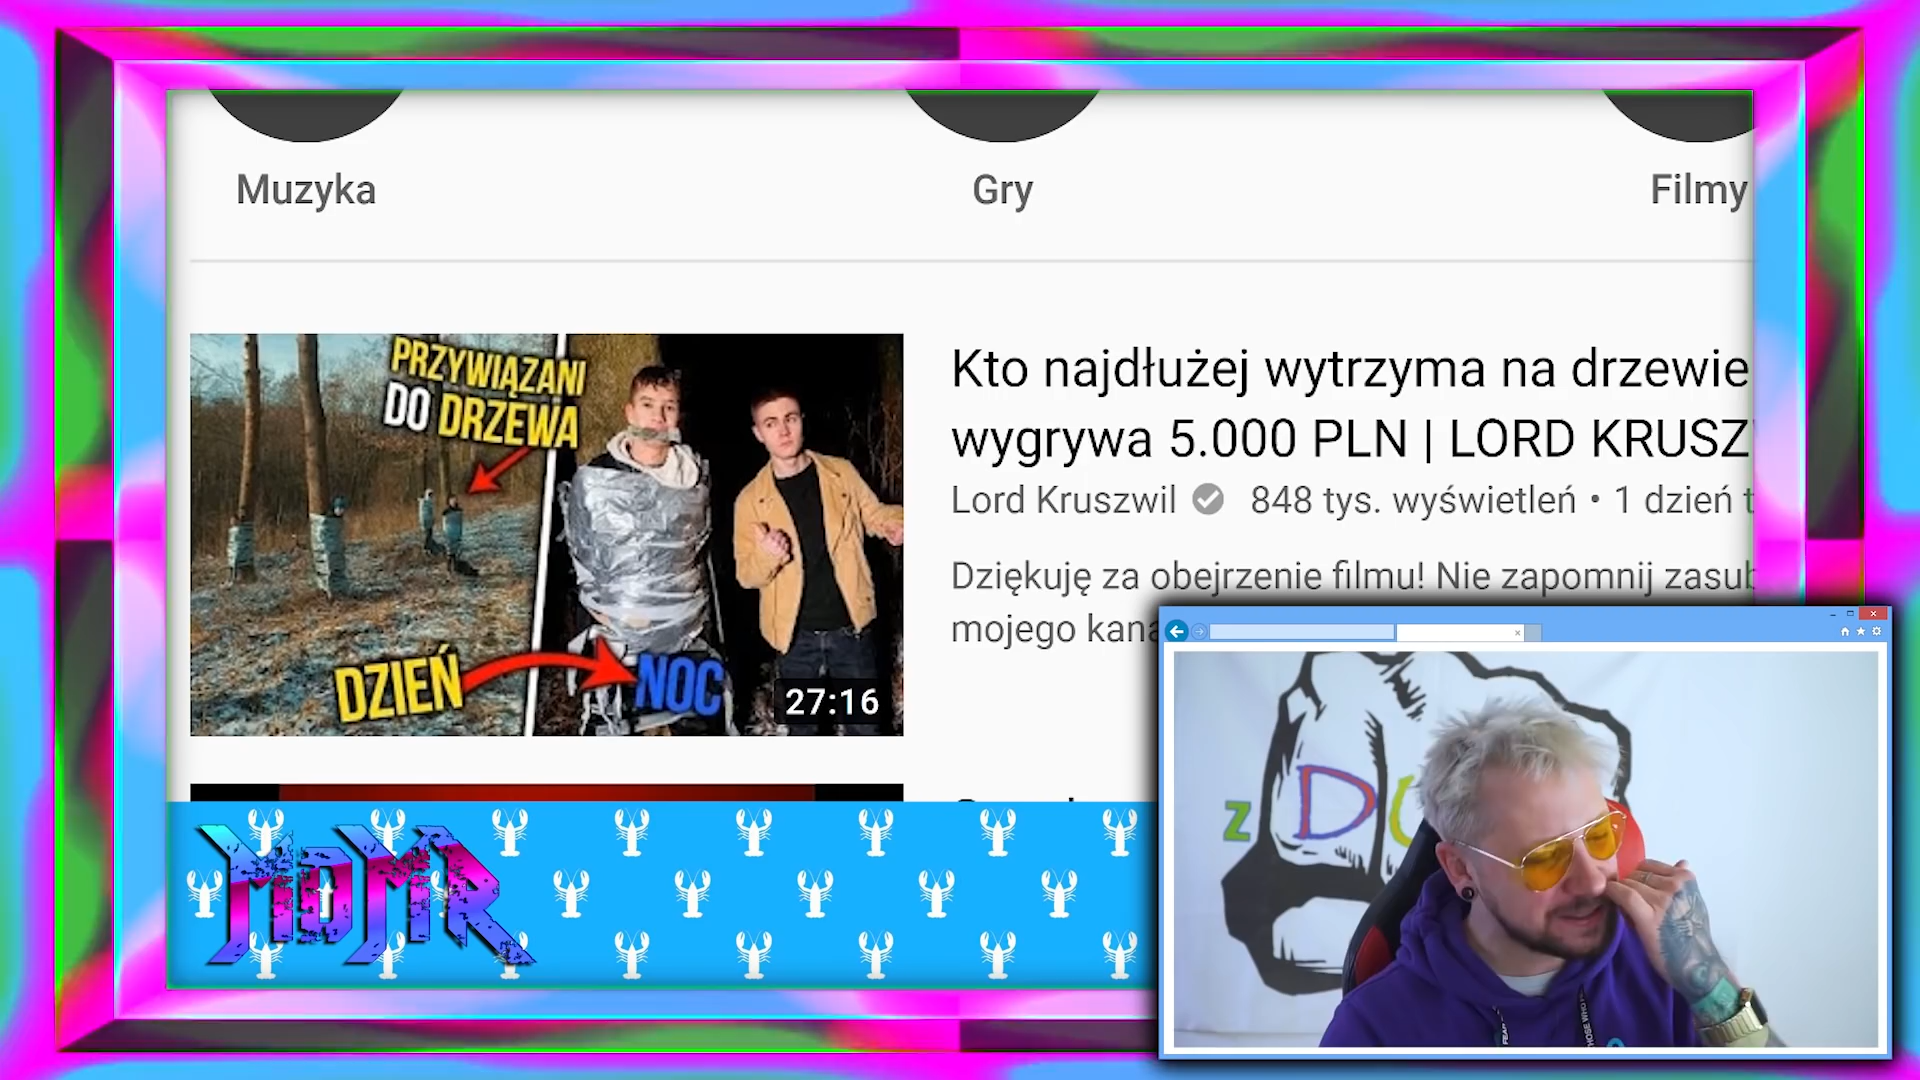 Muzyka
Gry
Filmy
PRZYWIĄZANI
DO DRZEWA
DZIEŃ
NOC
27:16
Kto najdłużej wytrzyma na drzewie
wygrywa 5.000 PLN | LORD KRUSZ
Lord Kruszwil 848 tys. wyświetleń • 1 dzień t
Dziękuję za obejrzenie filmu! Nie zapomnij zasub
mojego kana
MDMR
z D